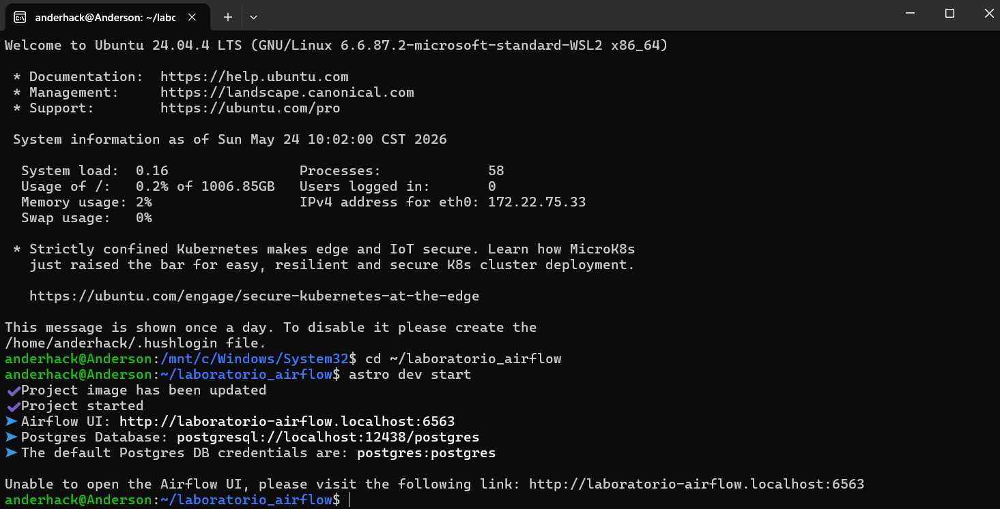 anderhack@Anderson: ~/labc
Welcome to Ubuntu 24.04.4 LTS (GNU/Linux 6.6.87.2-microsoft-standard-WSL2 x86_64)
* Documentation:  https://help.ubuntu.com
* Management:     https://landscape.canonical.com
* Support:        https://ubuntu.com/pro
System information as of Sun May 24 10:02:00 CST 2026
System load:  0.16                Processes:             58
Usage of /:   0.2% of 1006.85GB   Users logged in:       0
Memory usage: 2%                  IPv4 address for eth0: 172.22.75.33
Swap usage:   0%
* Strictly confined Kubernetes makes edge and IoT secure. Learn how MicroK8s
just raised the bar for easy, resilient and secure K8s cluster deployment.
https://ubuntu.com/engage/secure-kubernetes-at-the-edge
This message is shown once a day. To disable it please create the
/home/anderhack/.hushlogin file.
anderhack@Anderson:/mnt/c/Windows/System32$ cd ~/laboratorio_airflow
anderhack@Anderson:~/laboratorio_airflow$ astro dev start
✔Project image has been updated
✔Project started
➤Airflow UI: http://laboratorio-airflow.localhost:6563
➤Postgres Database: postgresql://localhost:12438/postgres
➤The default Postgres DB credentials are: postgres:postgres
Unable to open the Airflow UI, please visit the following link: http://laboratorio-airflow.localhost:6563
anderhack@Anderson:~/laboratorio_airflow$